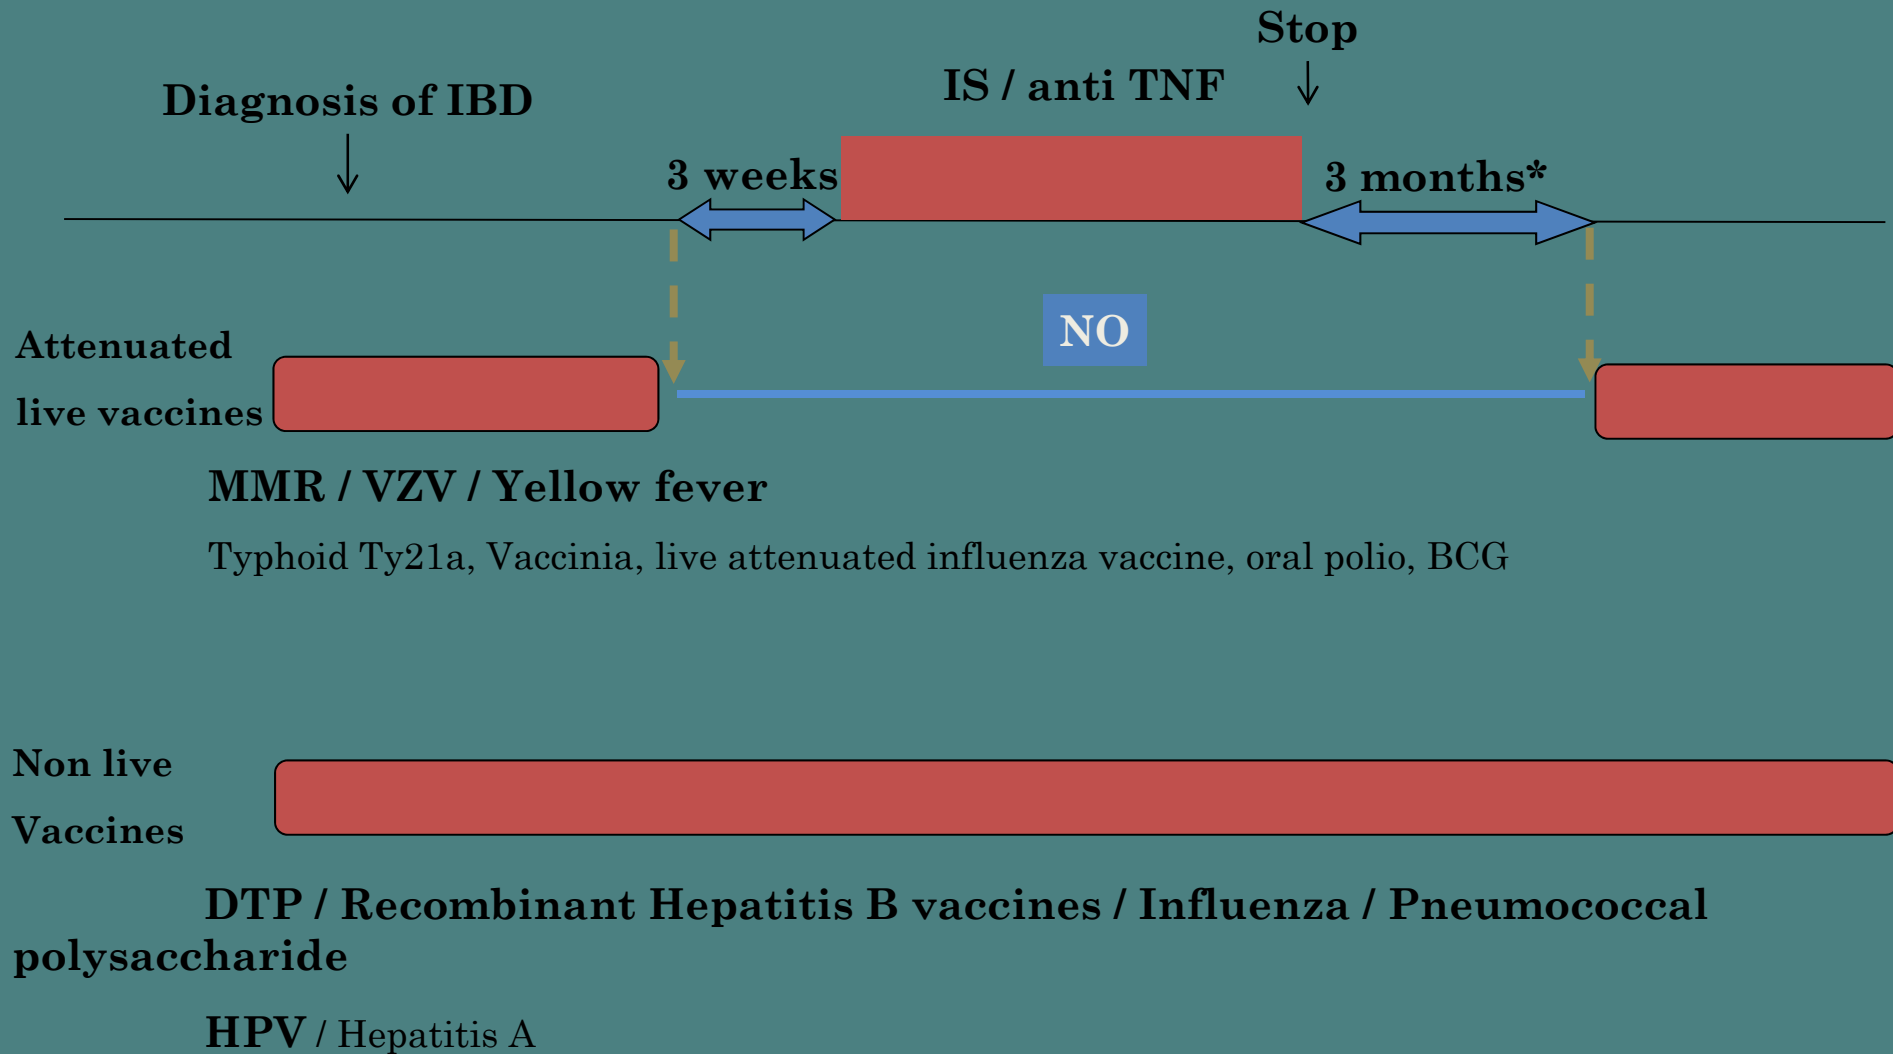 Stop
IS / anti TNF
Diagnosis of IBD
3 weeks
3 months*
NO
Attenuated
live vaccines
MMR / VZV / Yellow fever
Typhoid Ty21a, Vaccinia, live attenuated influenza vaccine, oral polio, BCG
Non live
Vaccines
DTP / Recombinant Hepatitis B vaccines / Influenza / Pneumococcal
polysaccharide
HPV / Hepatitis A